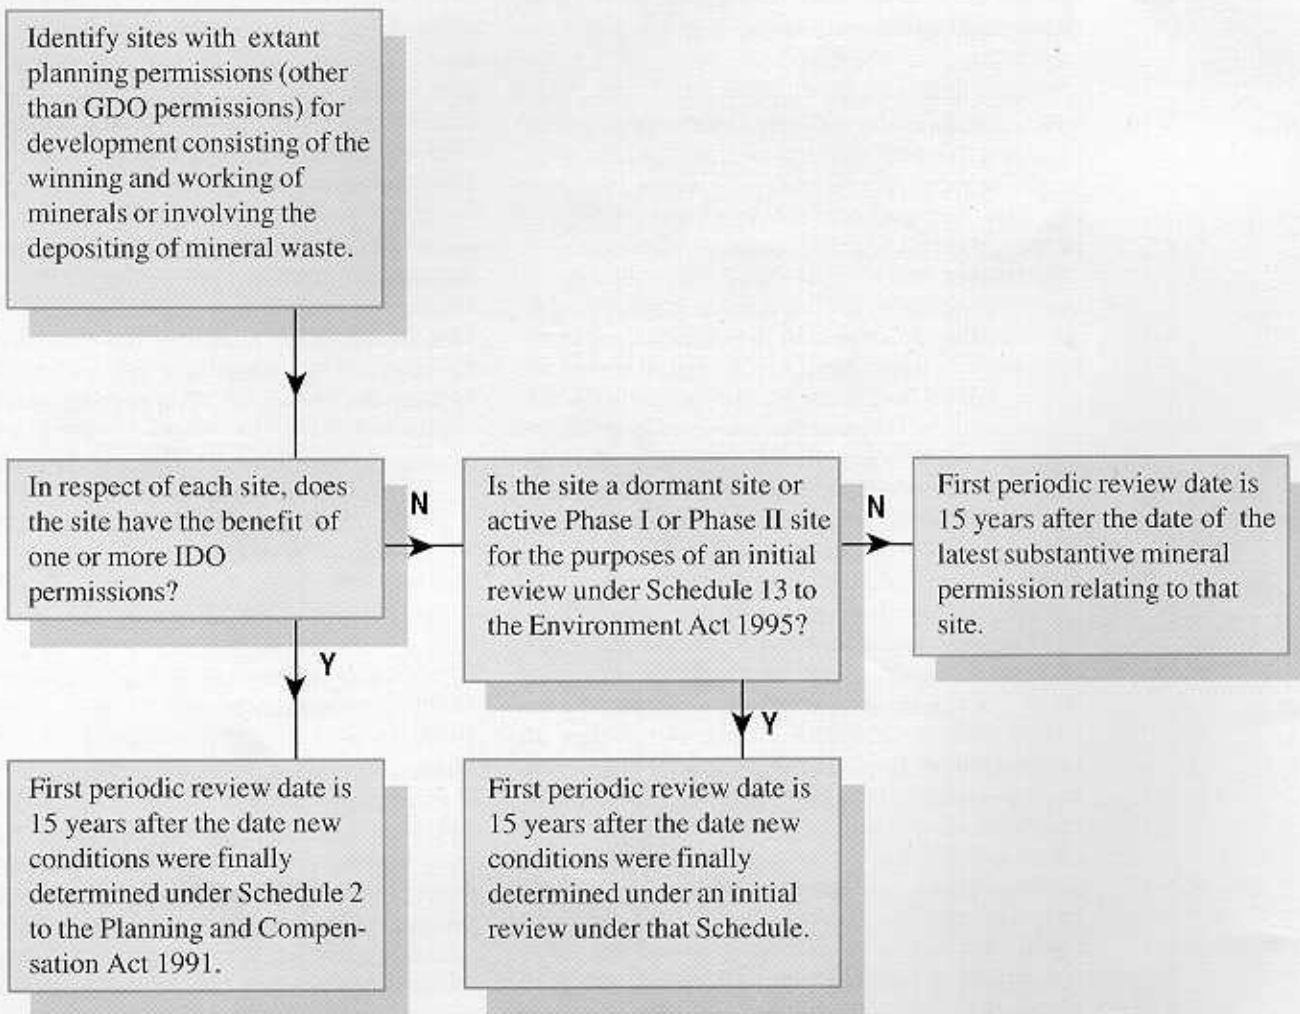 Identify sites with extant
planning permissions (other
than GDO permissions) for
development consisting of the
winning and working of
minerals or involving the
depositing of mineral waste.
In respect of each site, does
the site have the benefit of
one or more IDO
permissions?
N
Is the site a dormant site or
active Phase I or Phase II site
for the purposes of an initial
review under Schedule 13 to
the Environment Act 1995?
N
First periodic review date is
15 years after the date of the
latest substantive mineral
permission relating to that
site.
Y
Y
First periodic review date is
15 years after the date new
conditions were finally
determined under Schedule 2
to the Planning and Compen-
sation Act 1991.
First periodic review date is
15 years after the date new
conditions were finally
determined under an initial
review under that Schedule.